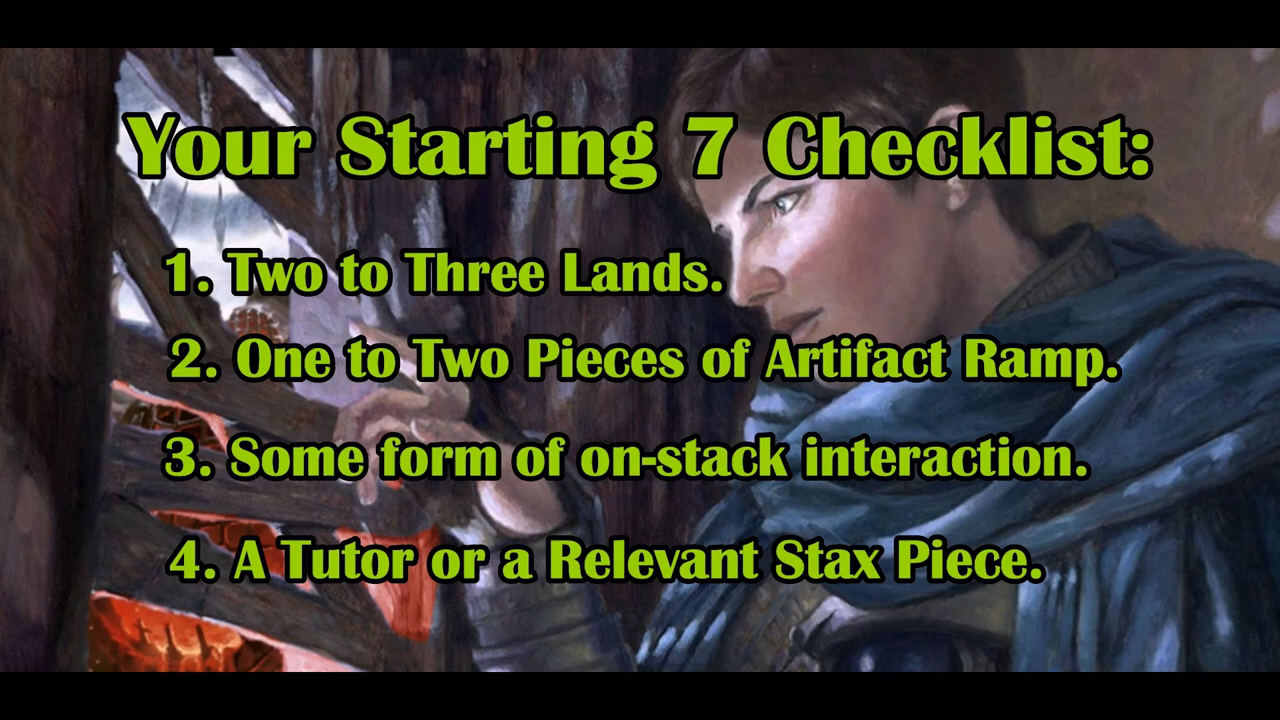 Your Starting 7 Checklist:
1. Two to Three Lands.
2. One to Two Pieces of Artifact Ramp.
3. Some form of on-stack interaction.
4. A Tutor or a Relevant Stax Piece.